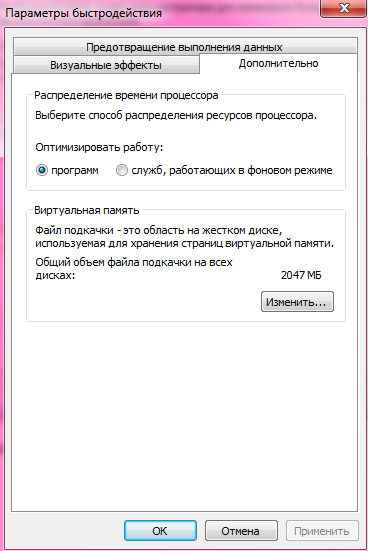 Параметры быстродействия
Предотвращение выполнения данных
Визуальные эффекты
Дополнительно
Распределение времени процессора
Выберите способ распределения ресурсов процессора.
Оптимизировать работу:
программ
служб, работающих в фоновом режиме
Виртуальная память
Файл подкачки - это область на жестком диске,
используемая для хранения страниц виртуальной памяти.
Общий объем файла подкачки на всех
дисках:
2047 МБ
Изменить...
ОК
Отмена
Применить